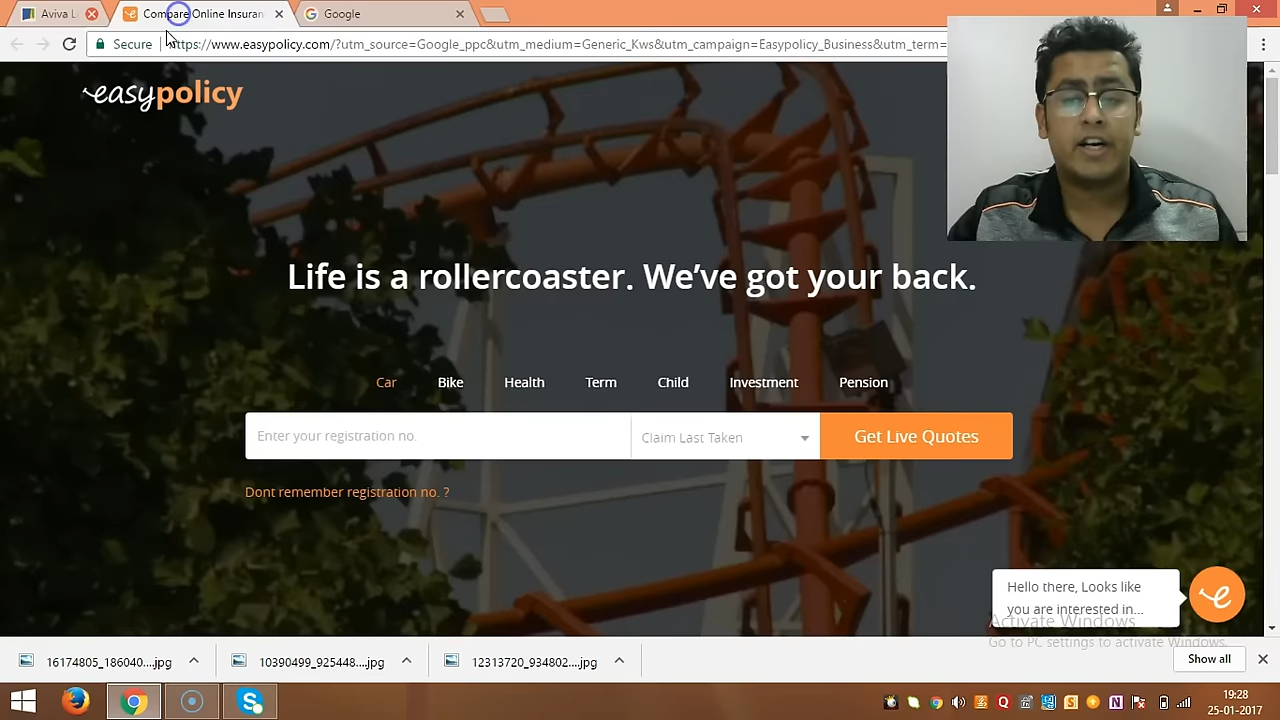 Aviva L
Compare Online Insuran
Google
Secure
https://www.easypolicy.com/?utm_source=Google_ppc&utm_medium=Generic_Kws&utm_campaign=Easypolicy_Business&utm_term=
easypolicy
Life is a rollercoaster. We’ve got your back.
Car Bike Health Term Child Investment Pension
Enter your registration no.
Claim Last Taken
Get Live Quotes
Dont remember registration no. ?
Hello there, Looks like
you are interested in...
Activate Windows
Go to PC settings to activate Windows.
16174805_186040....jpg
10390499_925448....jpg
12313720_934802....jpg
Show all
19:28
25-01-2017